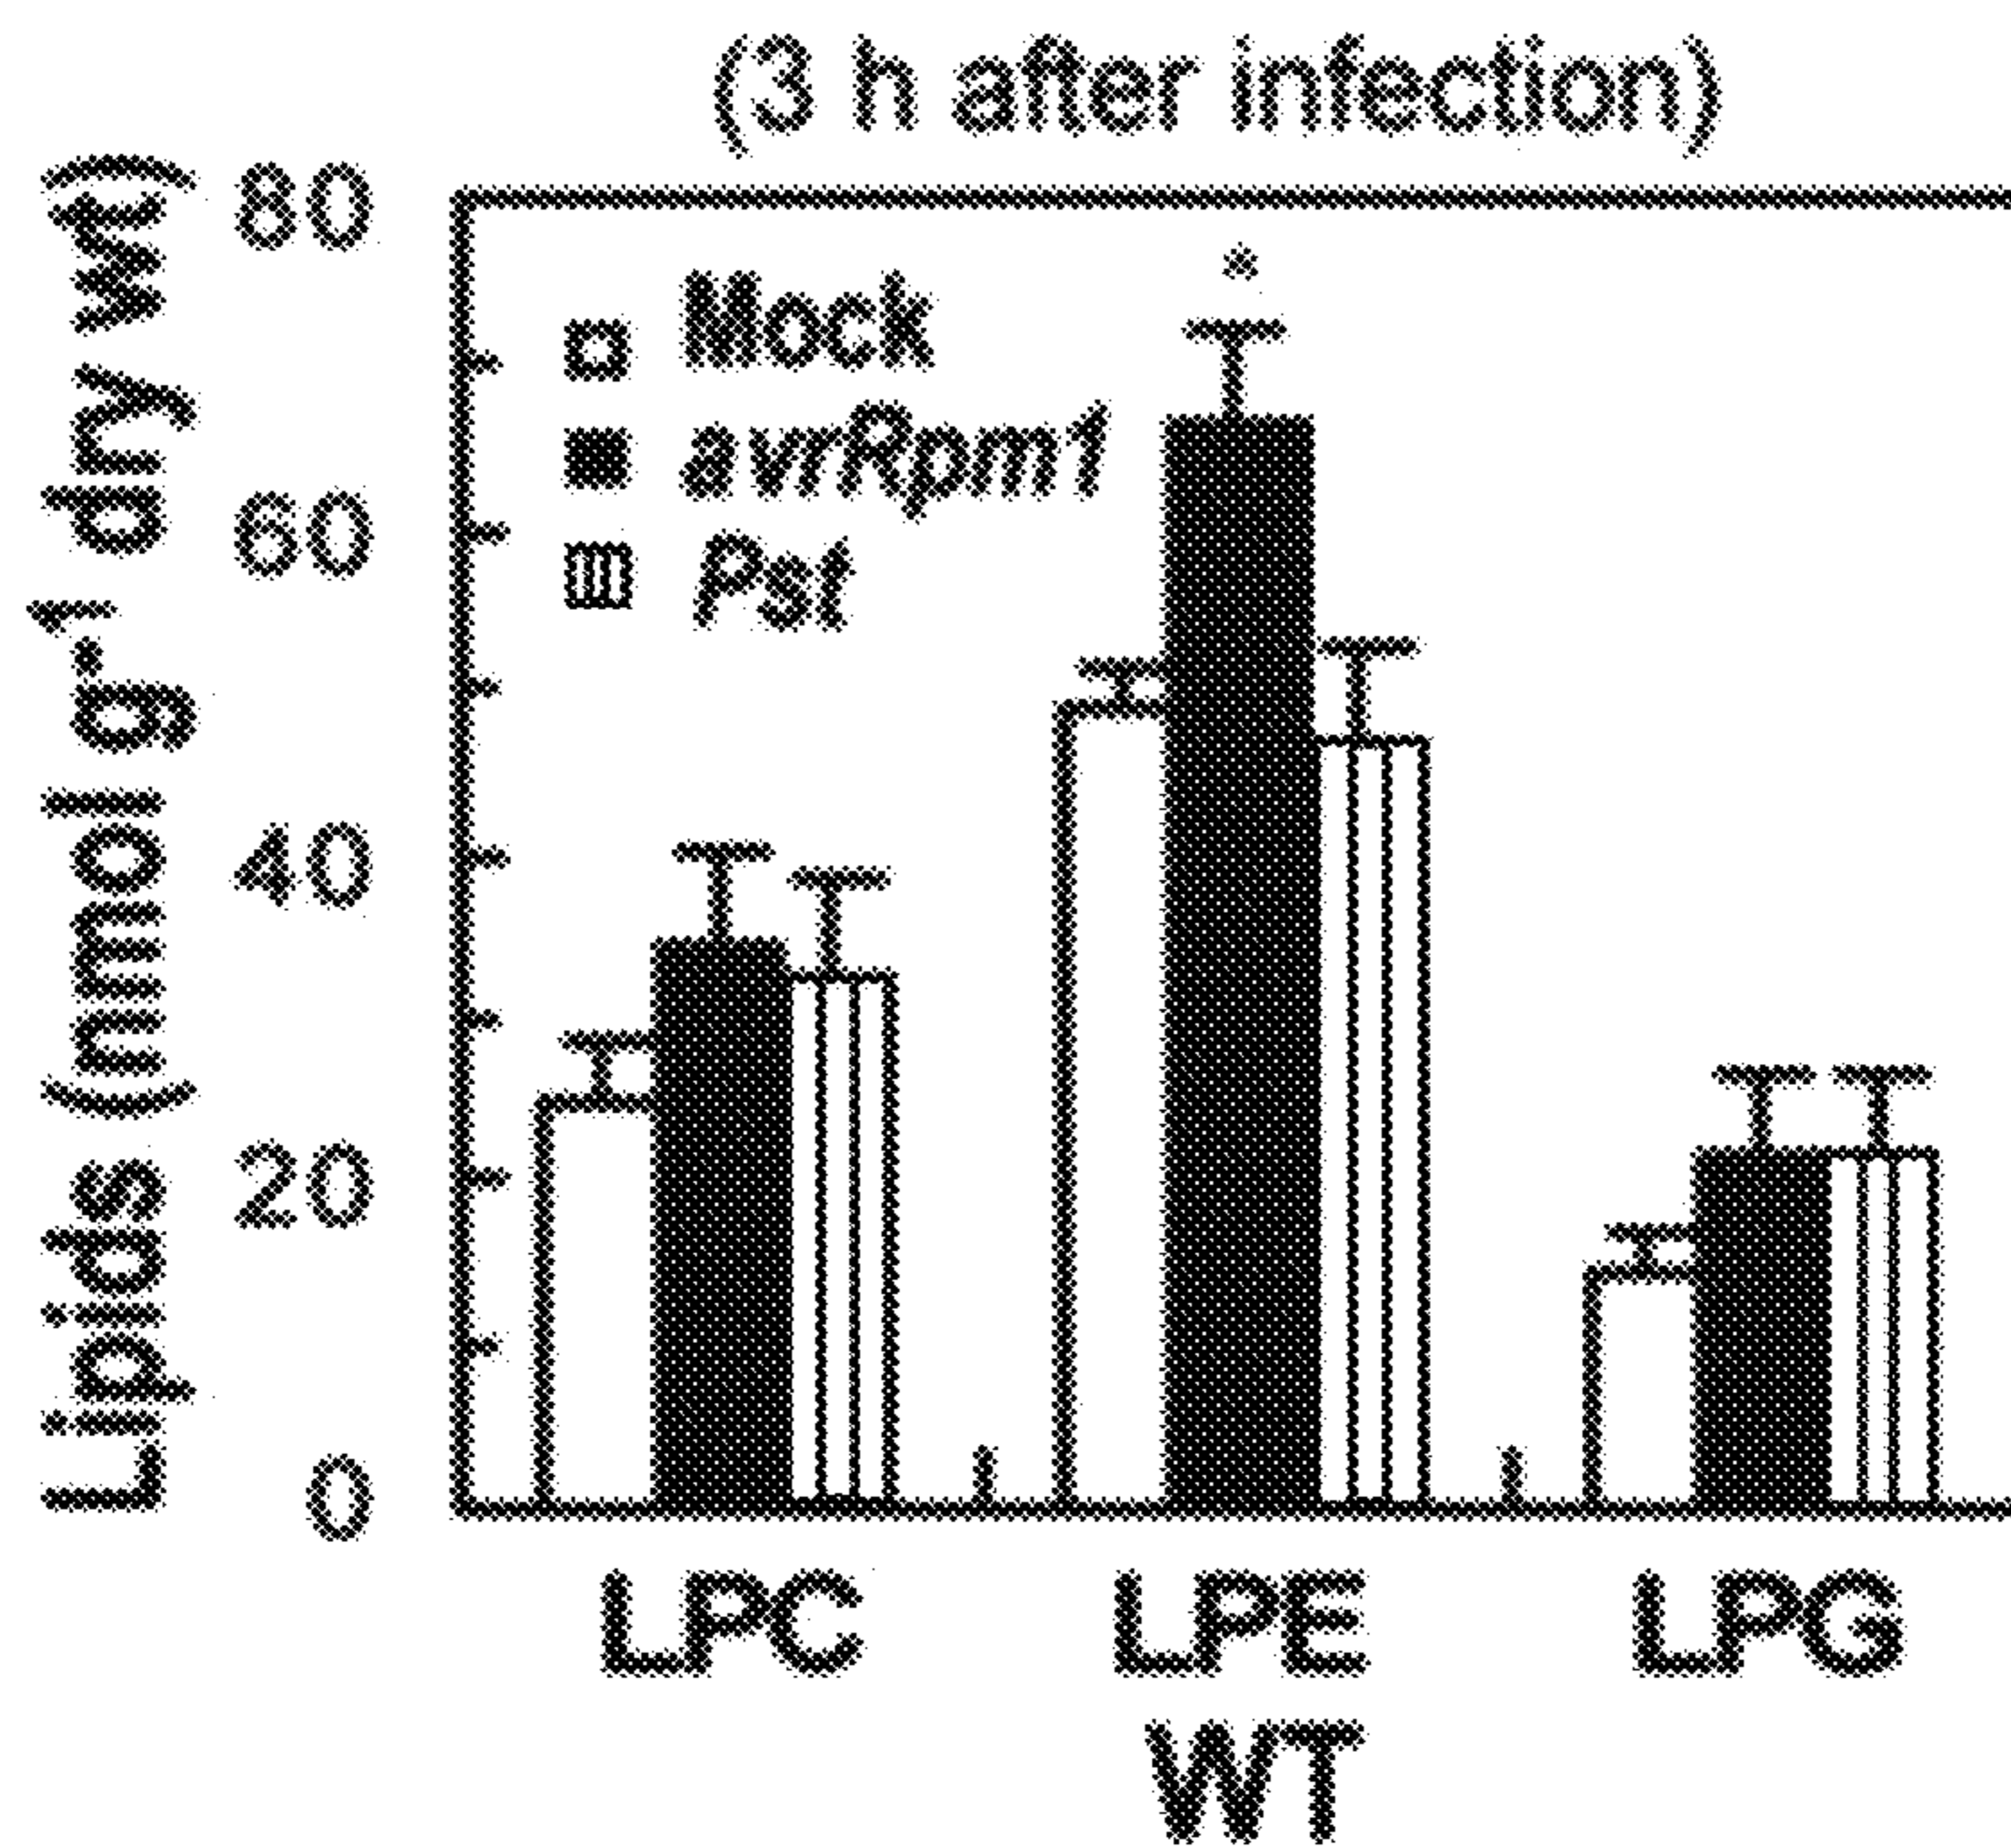 (3 h after infection)
Lipids (nmol g⁻¹ dry wt)
80
60
40
20
0
Mock
avrRpm1
Pst
*
LPC LPE LPG
WT